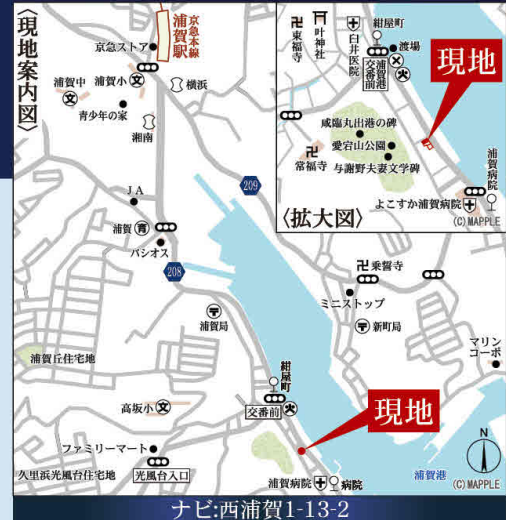 〈現地案内図〉
京急本線
浦賀駅
京急ストア
浦賀小
文
浦賀中
文
青少年の家
横浜
湘南
JA
浦賀
パシオス
209
208
浦賀局
浦賀丘住宅地
紺屋町
交番前
火
高坂小
文
現地
ファミリーマート
久里浜光風台住宅地
光風台入口
浦賀病院
病院
卍乗誓寺
ミニストップ
新町局
マリン
コーポ
浦賀港
N
(C)MAPPLE
卍東福寺
叶神社
臼井医院
紺屋町
渡場
浦賀港
交番前
火
現地
咸臨丸出港の碑
愛宕山公園
与謝野夫妻文学碑
卍
常福寺
浦賀病院
よこすか浦賀病院
〈拡大図〉
(C)MAPPLE
ナビ:西浦賀1-13-2